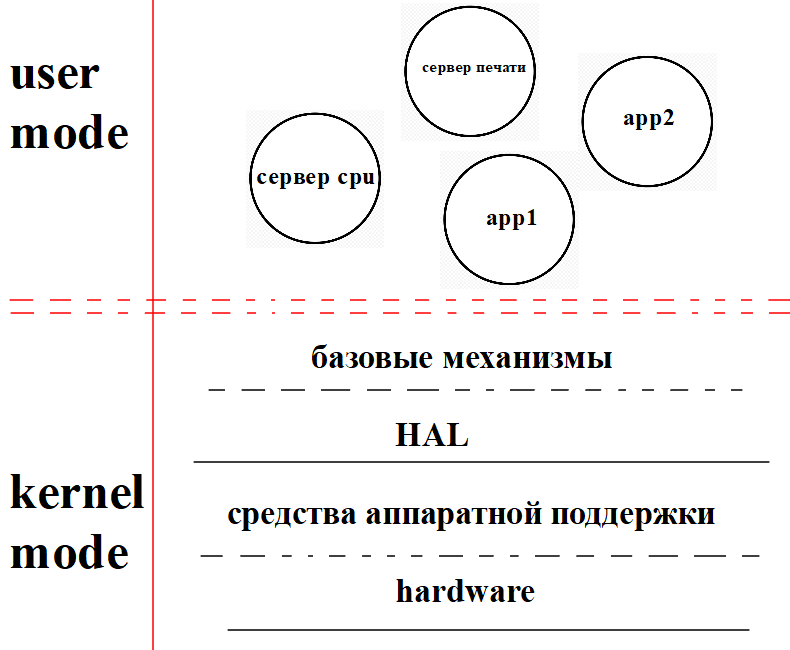 user
mode
сервер печати
app2
сервер cpu
app1
базовые механизмы
HAL
kernel
mode
средства аппаратной поддержки
hardware